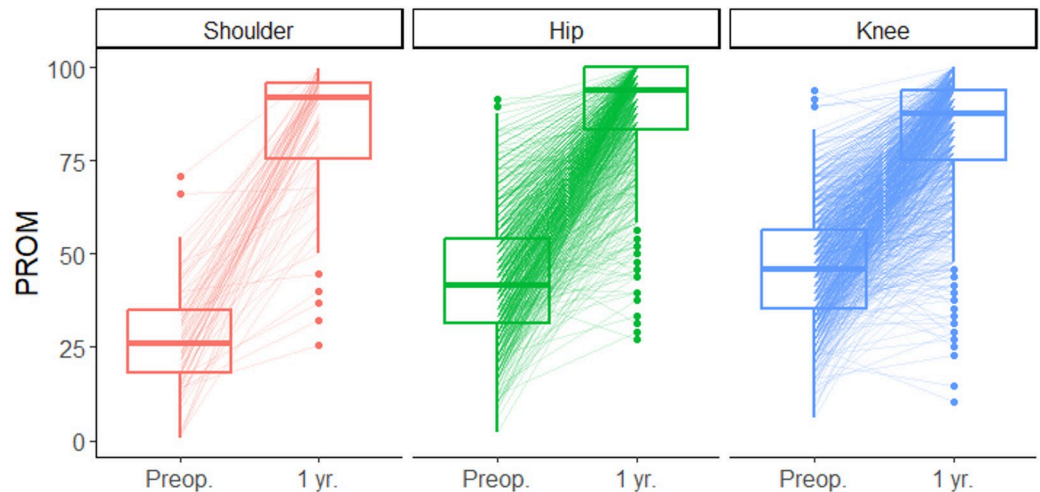 Shoulder
Hip
Knee
PROM
100
75
50
25
0
Preop.
1 yr.
Preop.
1 yr.
Preop.
1 yr.